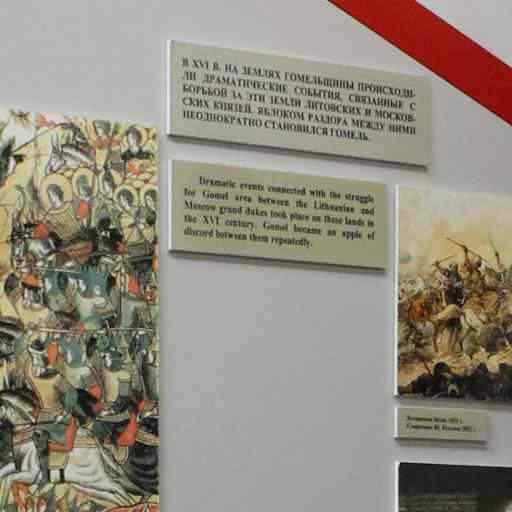 В XVI В. НА ЗЕМЛЯХ ГОМЕЛЬЩИНЫ ПРОИСХОДИ-
ЛИ ДРАМАТИЧЕСКИЕ СОБЫТИЯ, СВЯЗАННЫЕ С
БОРЬБОЙ ЗА ЭТИ ЗЕМЛИ ЛИТОВСКИХ И МОСКОВ-
СКИХ КНЯЗЕЙ. ЯБЛОКОМ РАЗДОРА МЕЖДУ НИМИ
НЕОДНОКРАТНО СТАНОВИЛСЯ ГОМЕЛЬ.
Dramatic events connected with the struggle
for Gomel area between the Lithuanian and
Moscow grand dukes took place on these lands in
the XVI century. Gomel became an apple of
discord between them repeatedly.